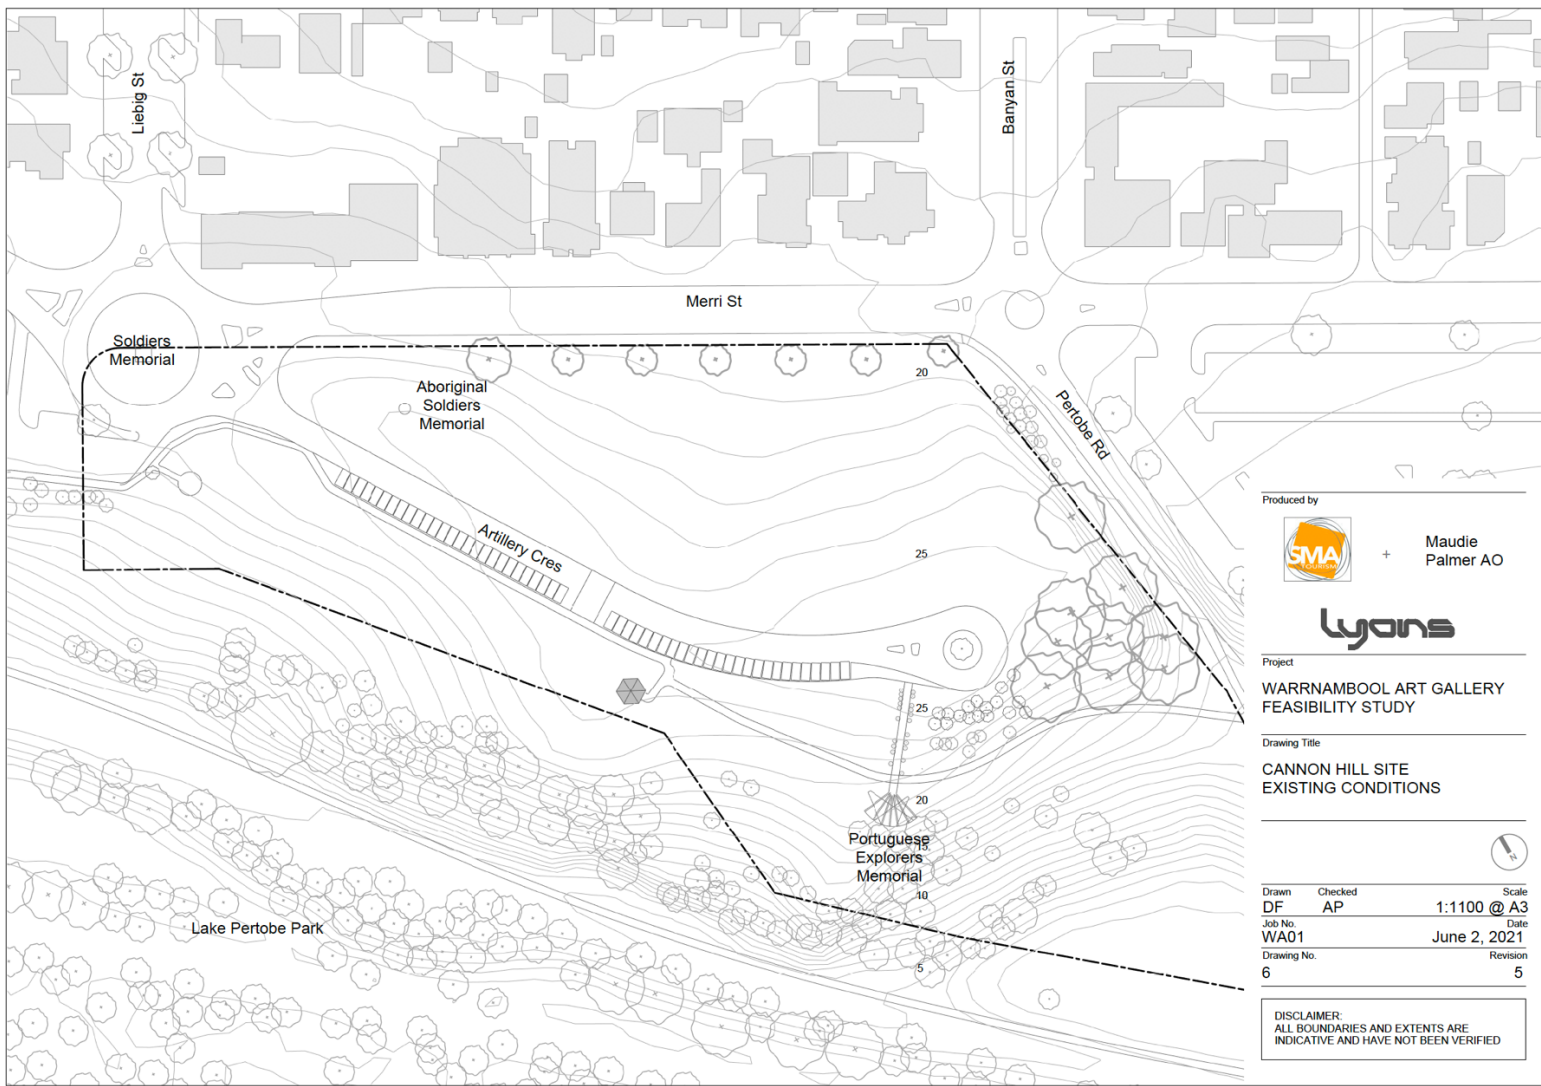 Liebig St
Banyan St
Merri St
Soldiers
Memorial
Aboriginal
Soldiers
Memorial
20
Pertobe Rd
Artillery Cres
25
25
20
Portuguese
15
Explorers
Memorial
10
Lake Pertobe Park
5
Produced by
SMA
TOURISM
+
Maudie
Palmer AO
Lyons
Project
WARRNAMBOOL ART GALLERY
FEASIBILITY STUDY
Drawing Title
CANNON HILL SITE
EXISTING CONDITIONS
N
Drawn Checked Scale
DF AP 1:1100 @ A3
Job No. Date
WA01 June 2, 2021
Drawing No. Revision
6 5
DISCLAIMER:
ALL BOUNDARIES AND EXTENTS ARE
INDICATIVE AND HAVE NOT BEEN VERIFIED